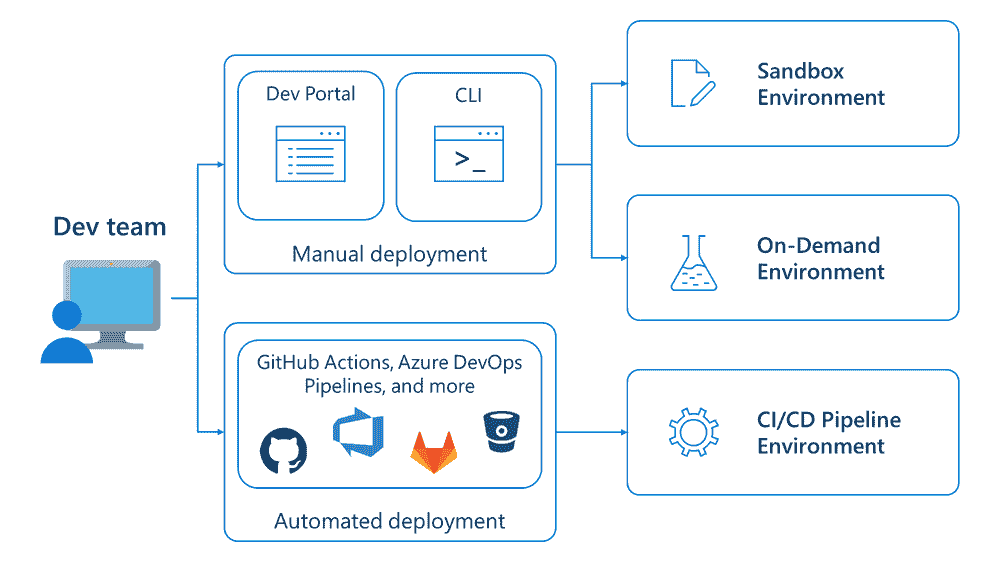 Dev team
Dev Portal
CLI
>_
Manual deployment
GitHub Actions, Azure DevOps
Pipelines, and more
Automated deployment
Sandbox
Environment
On-Demand
Environment
CI/CD Pipeline
Environment